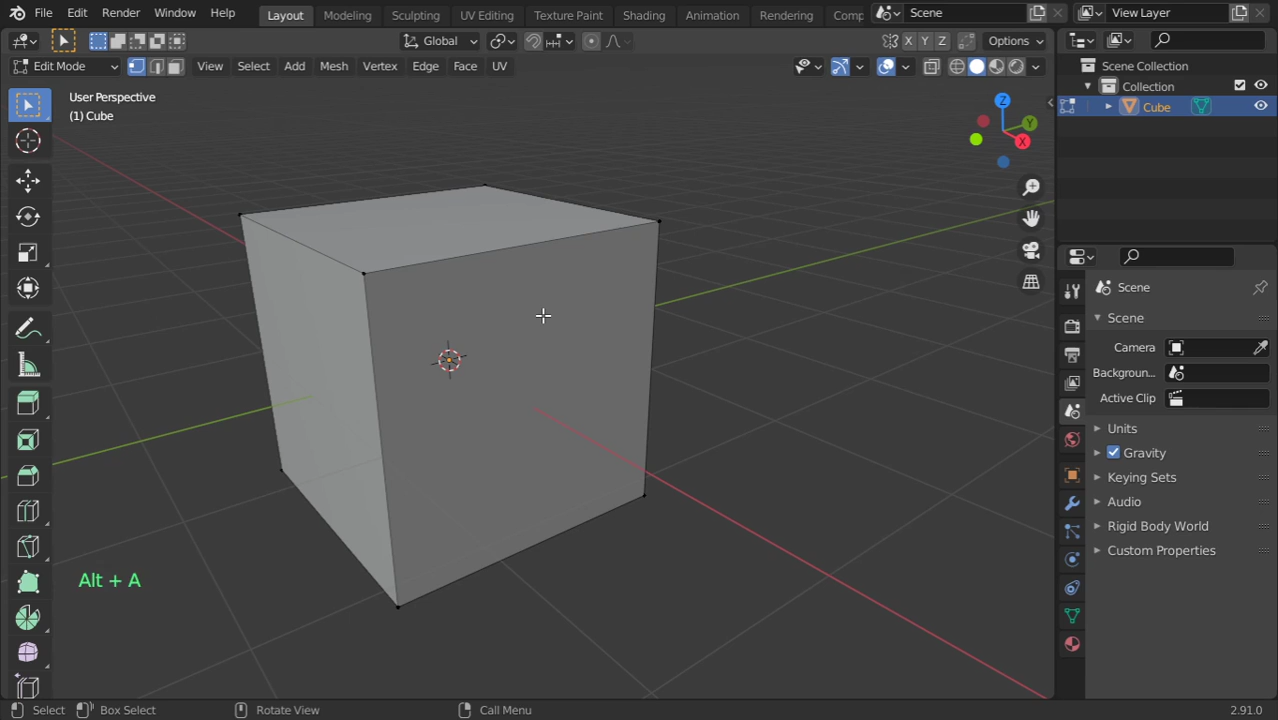 File Edit Render Window Help Layout Modeling Sculpting UV Editing Texture Paint Shading Animation Rendering Comp Scene View Layer
Global X Y Z Options
Edit Mode View Select Add Mesh Vertex Edge Face UV
User Perspective
(1) Cube
Z
Y
X
Alt + A
Scene Collection
Collection
Cube
Scene
Scene
Camera
Backgroun...
Active Clip
Units
Gravity
Keying Sets
Audio
Rigid Body World
Custom Properties
Select Box Select Rotate View Call Menu 2.91.0